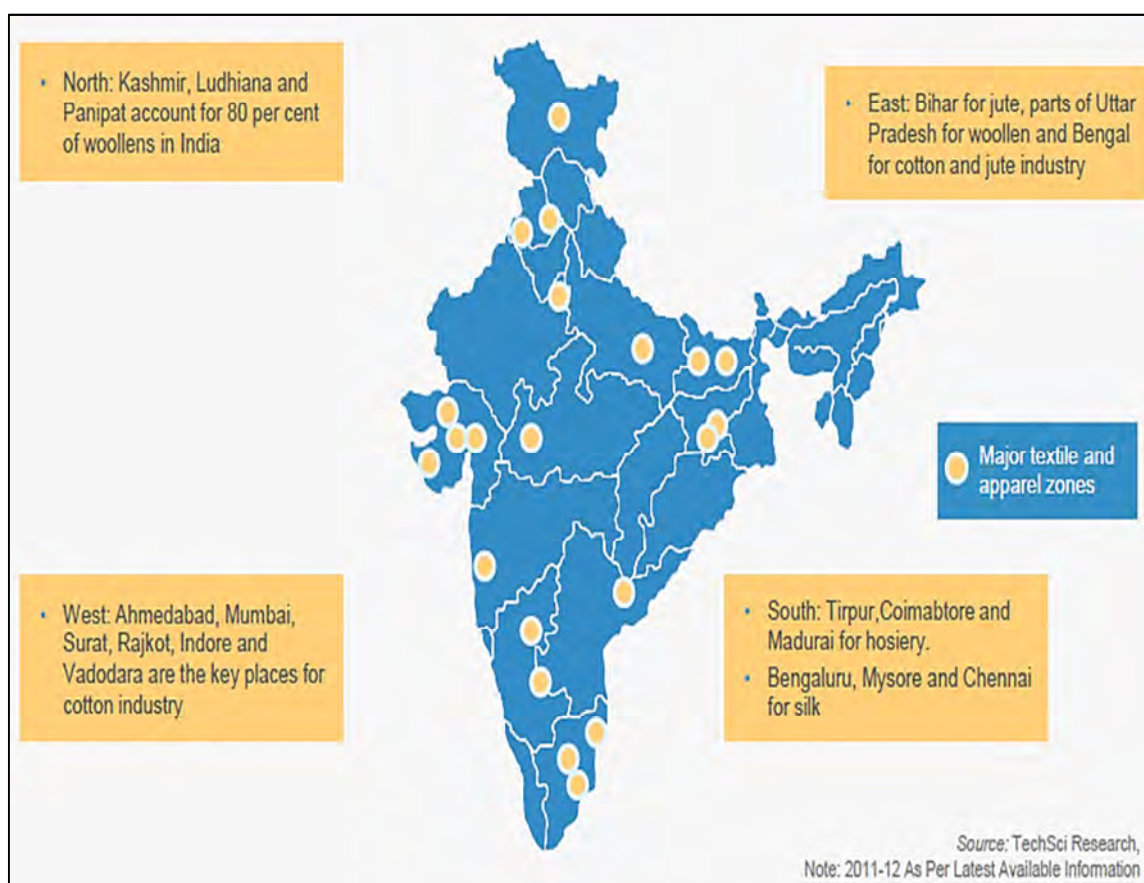 • North: Kashmir, Ludhiana and
Panipat account for 80 per cent
of woollens in India
• East: Bihar for jute, parts of Uttar
Pradesh for woollen and Bengal
for cotton and jute industry
Major textile and
apparel zones
• West: Ahmedabad, Mumbai,
Surat, Rajkot, Indore and
Vadodara are the key places for
cotton industry
• South: Tirpur,Coimabtore and
Madurai for hosiery.
• Bengaluru, Mysore and Chennai
for silk
Source: TechSci Research,
Note: 2011-12 As Per Latest Available Information